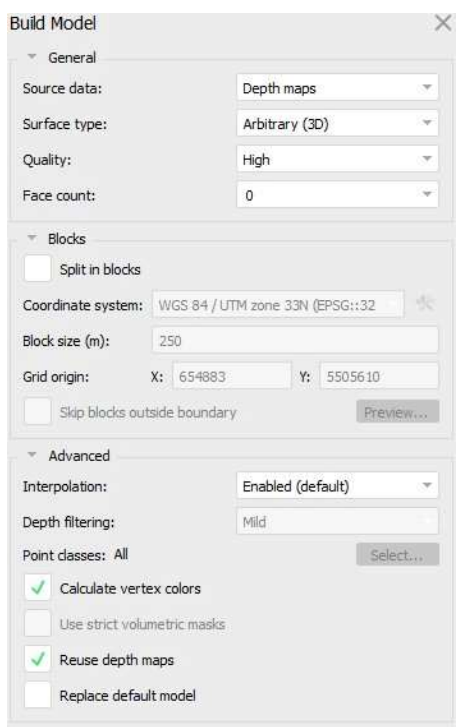 Build Model
General
Source data: Depth maps
Surface type: Arbitrary (3D)
Quality: High
Face count: 0
Blocks
Split in blocks
Coordinate system: WGS 84 / UTM zone 33N (EPSG::32
Block size (m): 250
Grid origin: X: 654883 Y: 5505610
Skip blocks outside boundary Preview...
Advanced
Interpolation: Enabled (default)
Depth filtering: Mild
Point classes: All Select...
Calculate vertex colors
Use strict volumetric masks
Reuse depth maps
Replace default model